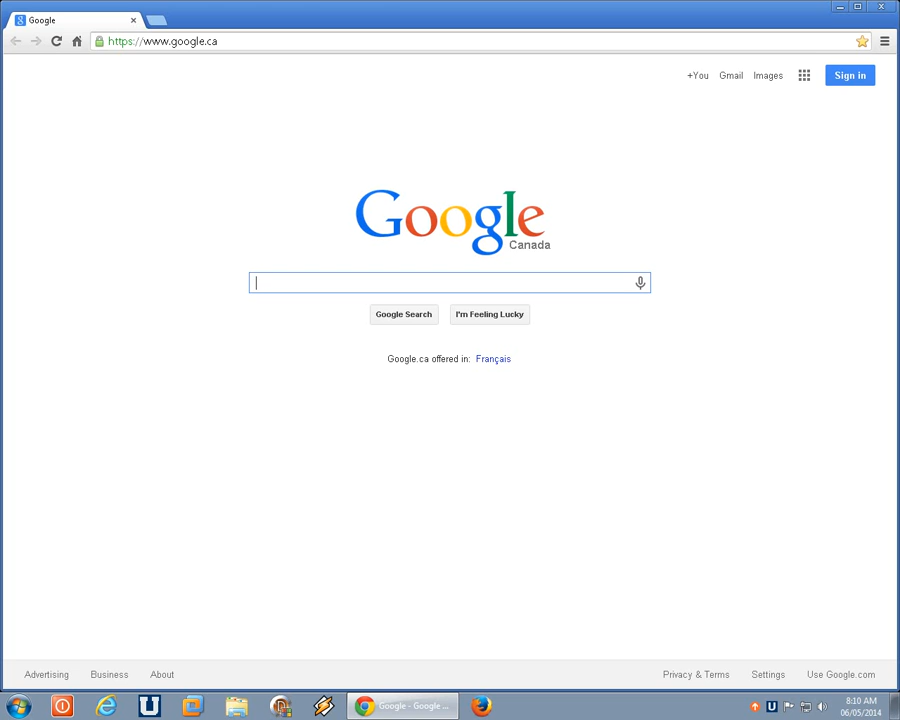 Google
https://www.google.ca
+You Gmail Images Sign in
Google
Canada
Google Search I'm Feeling Lucky
Google.ca offered in: Français
Advertising Business About Privacy & Terms Settings Use Google.com
Google - Google ...
8:10 AM
06/05/2014